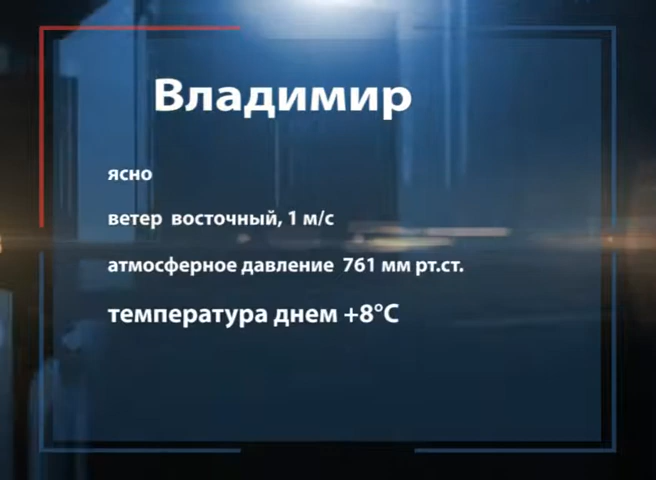 Владимир
ясно
ветер восточный, 1 м/с
атмосферное давление 761 мм рт.ст.
температура днем +8°C